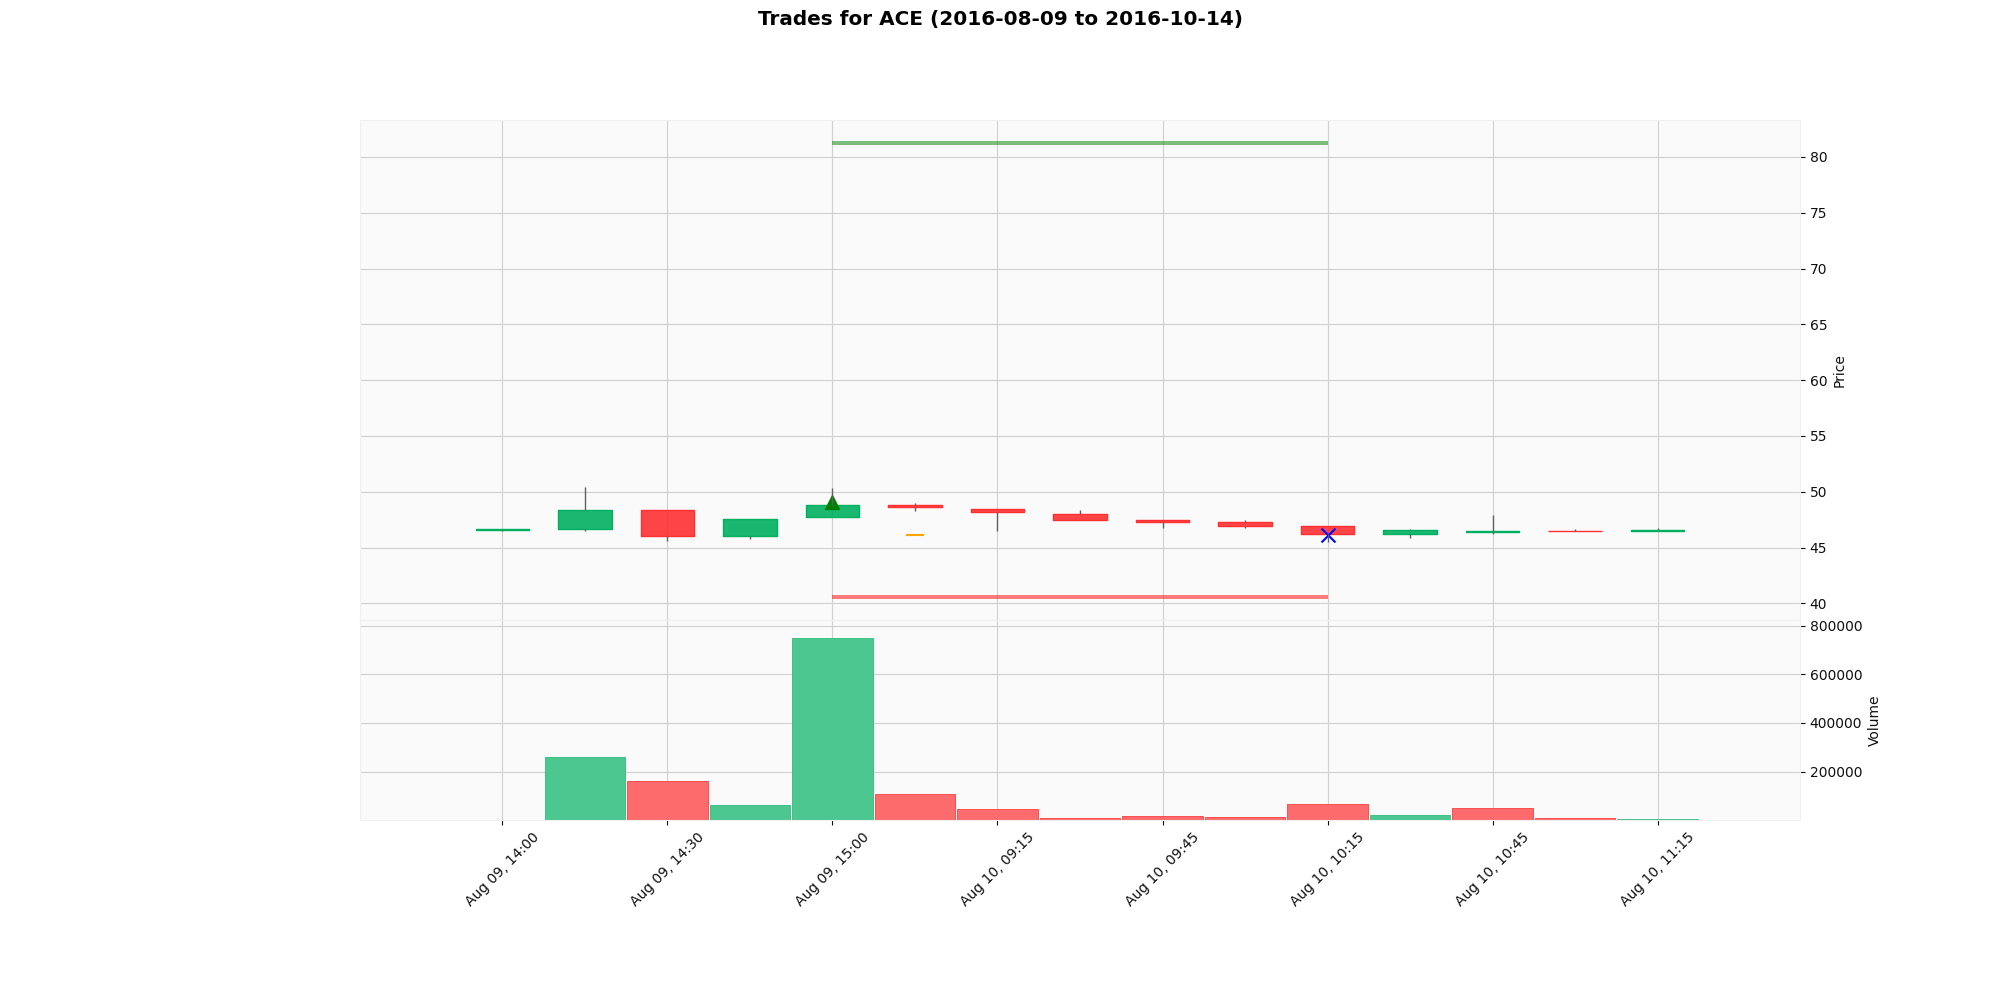 Trades for ACE (2016-08-09 to 2016-10-14)
80
75
70
65
60
55
50
45
40
Price
800000
600000
400000
200000
Volume
Aug 09, 14:00
Aug 09, 14:30
Aug 09, 15:00
Aug 10, 09:15
Aug 10, 09:45
Aug 10, 10:15
Aug 10, 10:45
Aug 10, 11:15